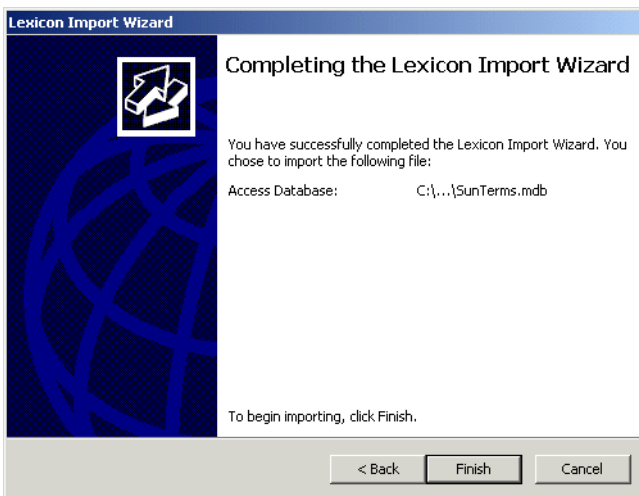 Lexicon Import Wizard
Completing the Lexicon Import Wizard
You have successfully completed the Lexicon Import Wizard. You
chose to import the following file:
Access Database: C:\...\SunTerms.mdb
To begin importing, click Finish.
< Back Finish Cancel